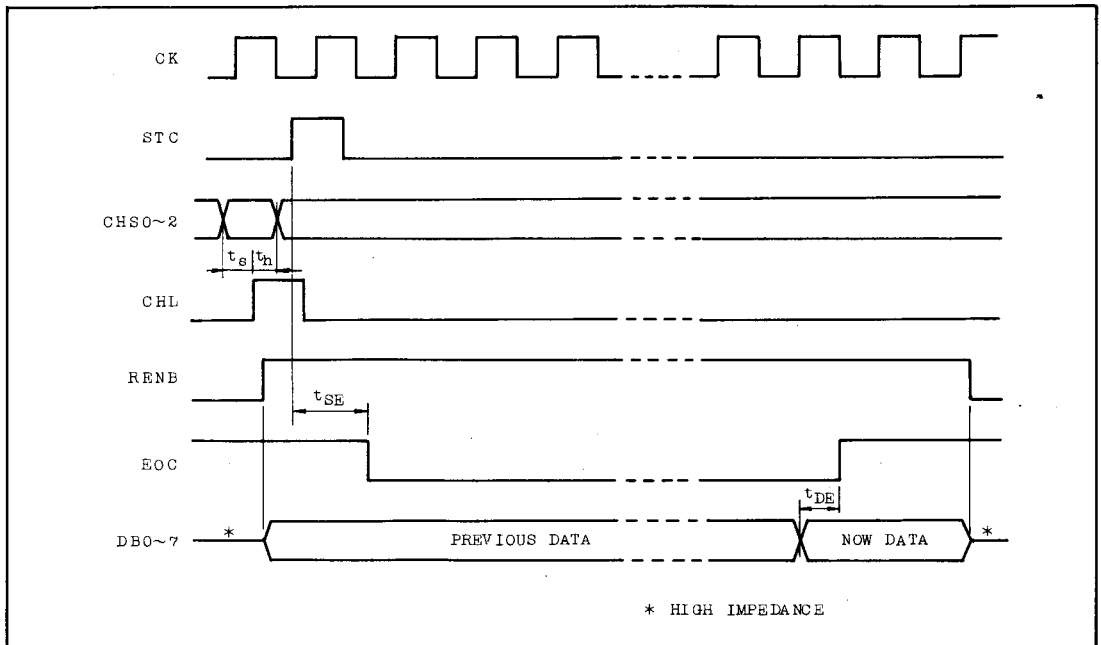 CK
STC
CHS0~2
ts th
CHL
RENB
tSE
EOC
tDE
DB0~7 * PREVIOUS DATA NOW DATA *
* HIGH IMPEDANCE